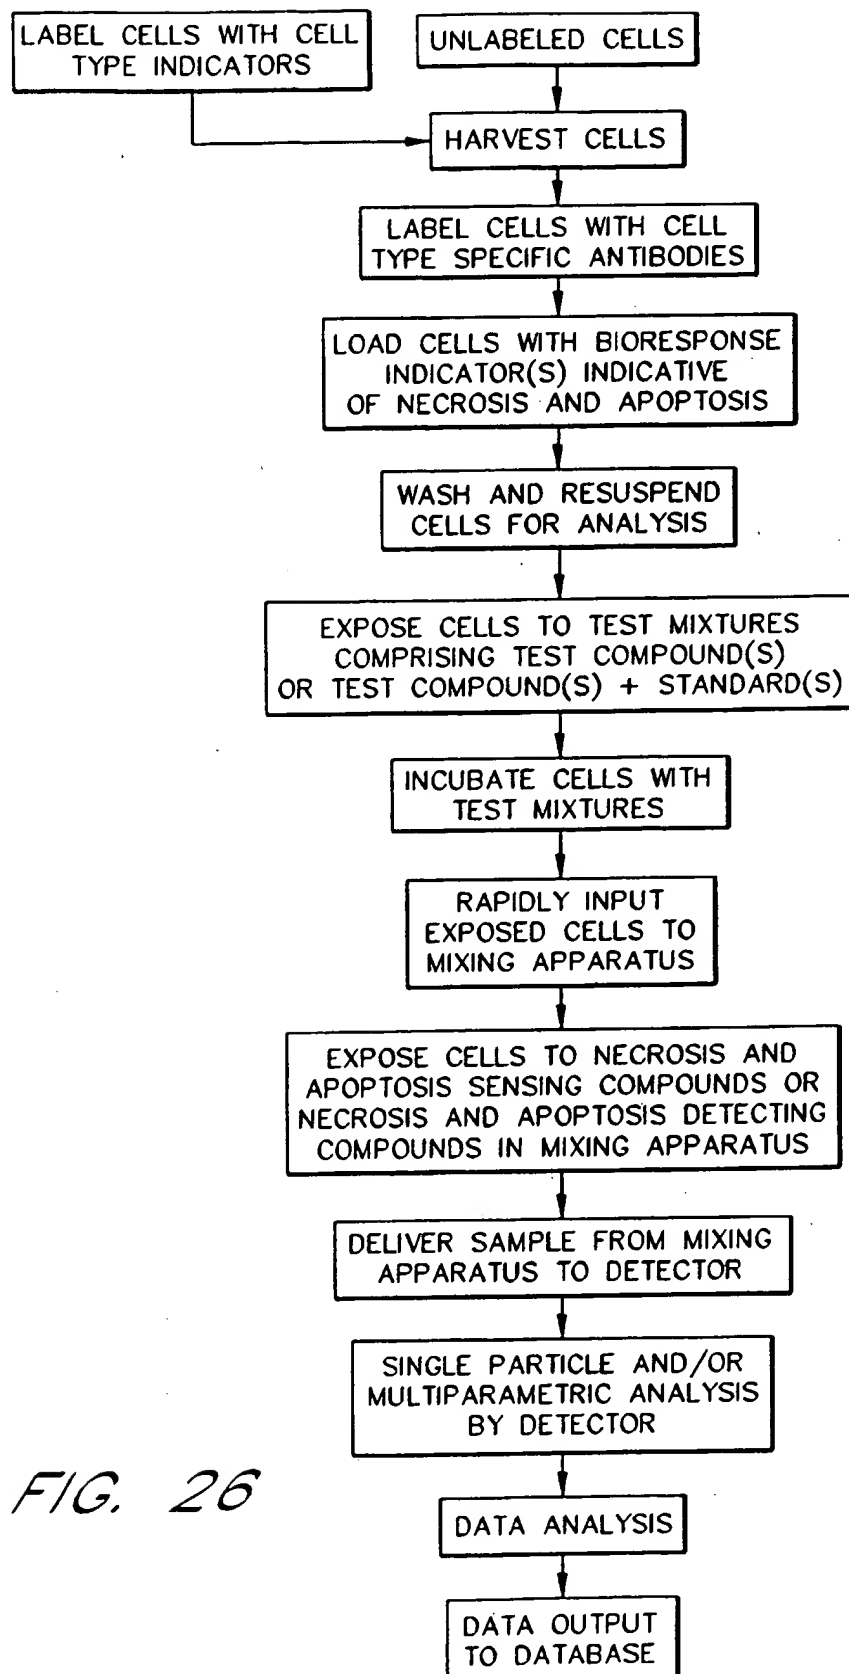 LABEL CELLS WITH CELL
TYPE INDICATORS
UNLABELED CELLS
HARVEST CELLS
LABEL CELLS WITH CELL
TYPE SPECIFIC ANTIBODIES
LOAD CELLS WITH BIORESPONSE
INDICATOR(S) INDICATIVE
OF NECROSIS AND APOPTOSIS
WASH AND RESUSPEND
CELLS FOR ANALYSIS
EXPOSE CELLS TO TEST MIXTURES
COMPRISING TEST COMPOUND(S)
OR TEST COMPOUND(S) + STANDARD(S)
INCUBATE CELLS WITH
TEST MIXTURES
RAPIDLY INPUT
EXPOSED CELLS TO
MIXING APPARATUS
EXPOSE CELLS TO NECROSIS AND
APOPTOSIS SENSING COMPOUNDS OR
NECROSIS AND APOPTOSIS DETECTING
COMPOUNDS IN MIXING APPARATUS
DELIVER SAMPLE FROM MIXING
APPARATUS TO DETECTOR
SINGLE PARTICLE AND/OR
MULTIPARAMETRIC ANALYSIS
BY DETECTOR
DATA ANALYSIS
DATA OUTPUT
TO DATABASE
FIG. 26